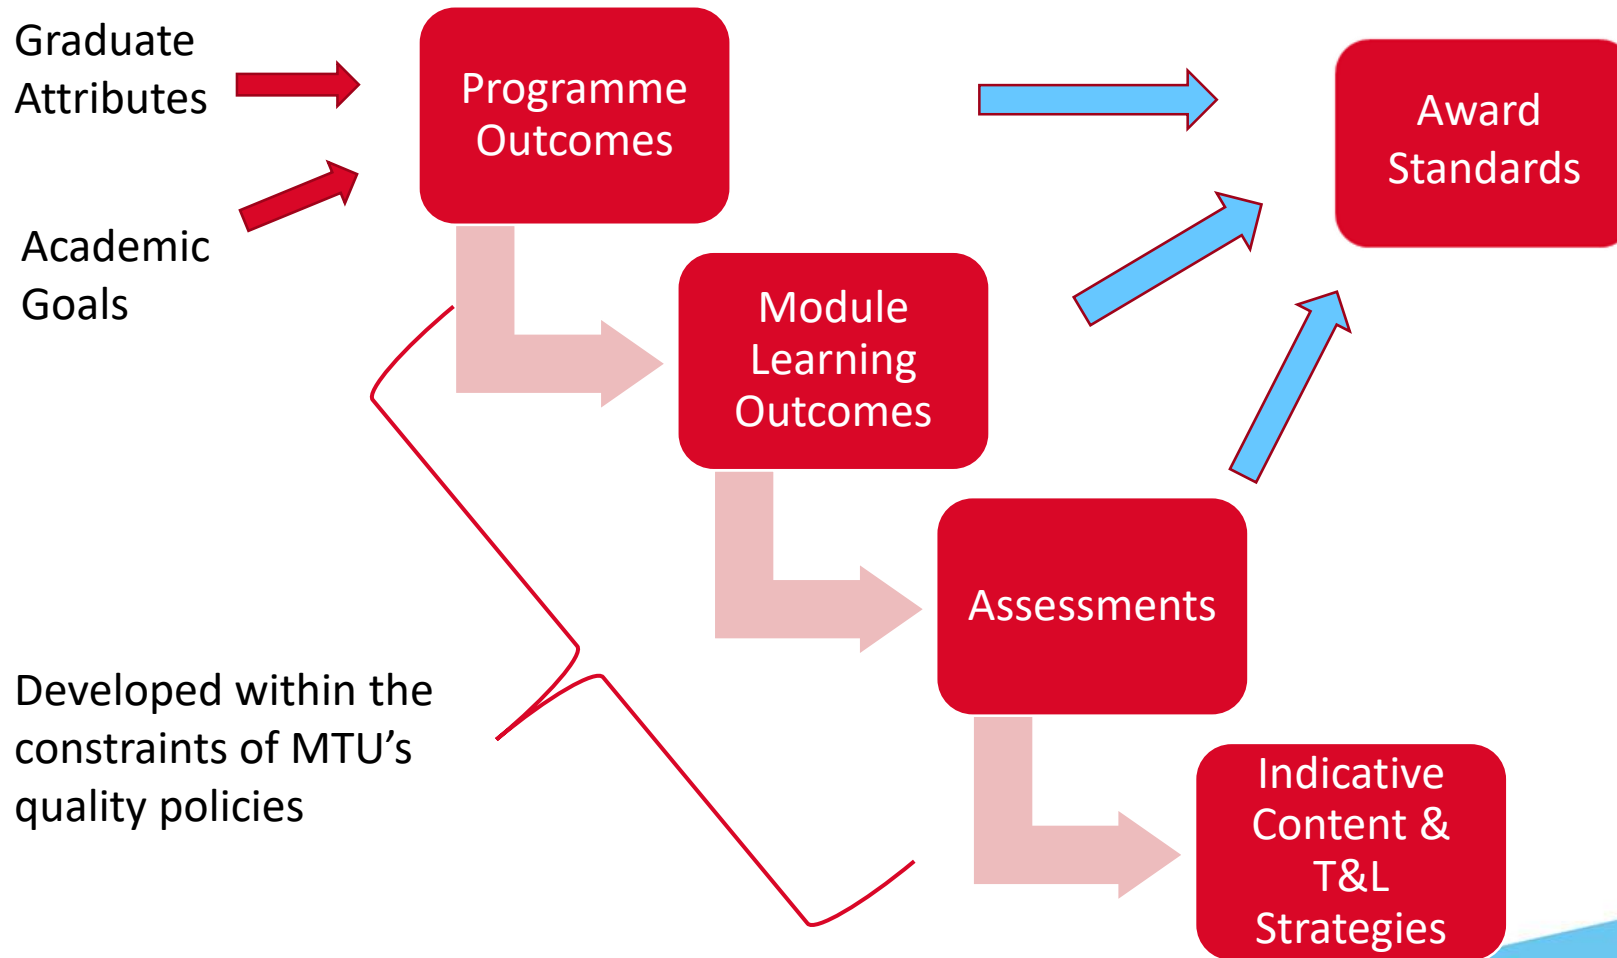 Graduate
Attributes
Academic
Goals
Programme
Outcomes
Award
Standards
Module
Learning
Outcomes
Assessments
Developed within the
constraints of MTU’s
quality policies
Indicative
Content &
T&L
Strategies